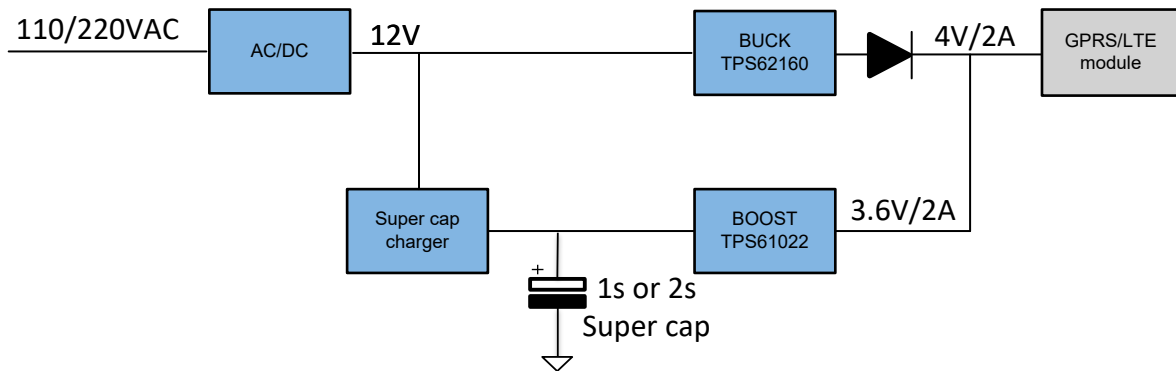 110/220VAC
AC/DC
12V
BUCK
TPS62160
4V/2A
GPRS/LTE
module
Super cap
charger
BOOST
TPS61022
3.6V/2A
+
1s or 2s
Super cap